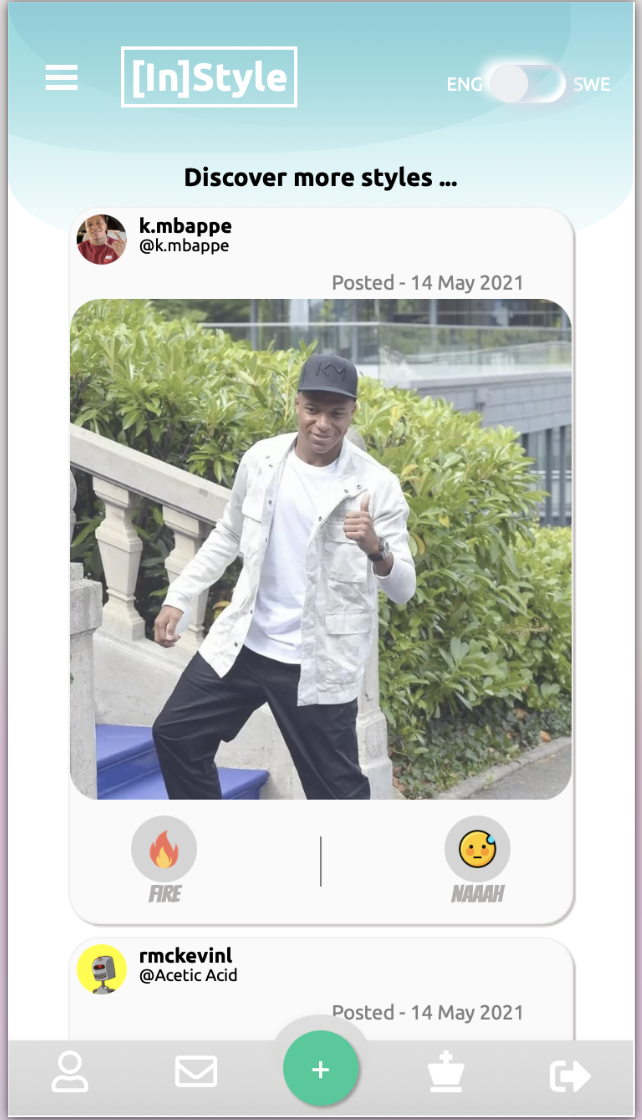 [In]Style
ENG SWE
Discover more styles ...
k.mbappe
@k.mbappe
Posted - 14 May 2021
KM
FIRE
NAAAH
rmckevinl
@Acetic Acid
Posted - 14 May 2021
+